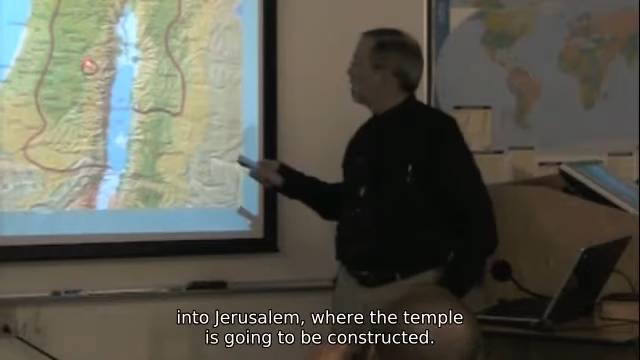 into Jerusalem, where the temple
is going to be constructed.